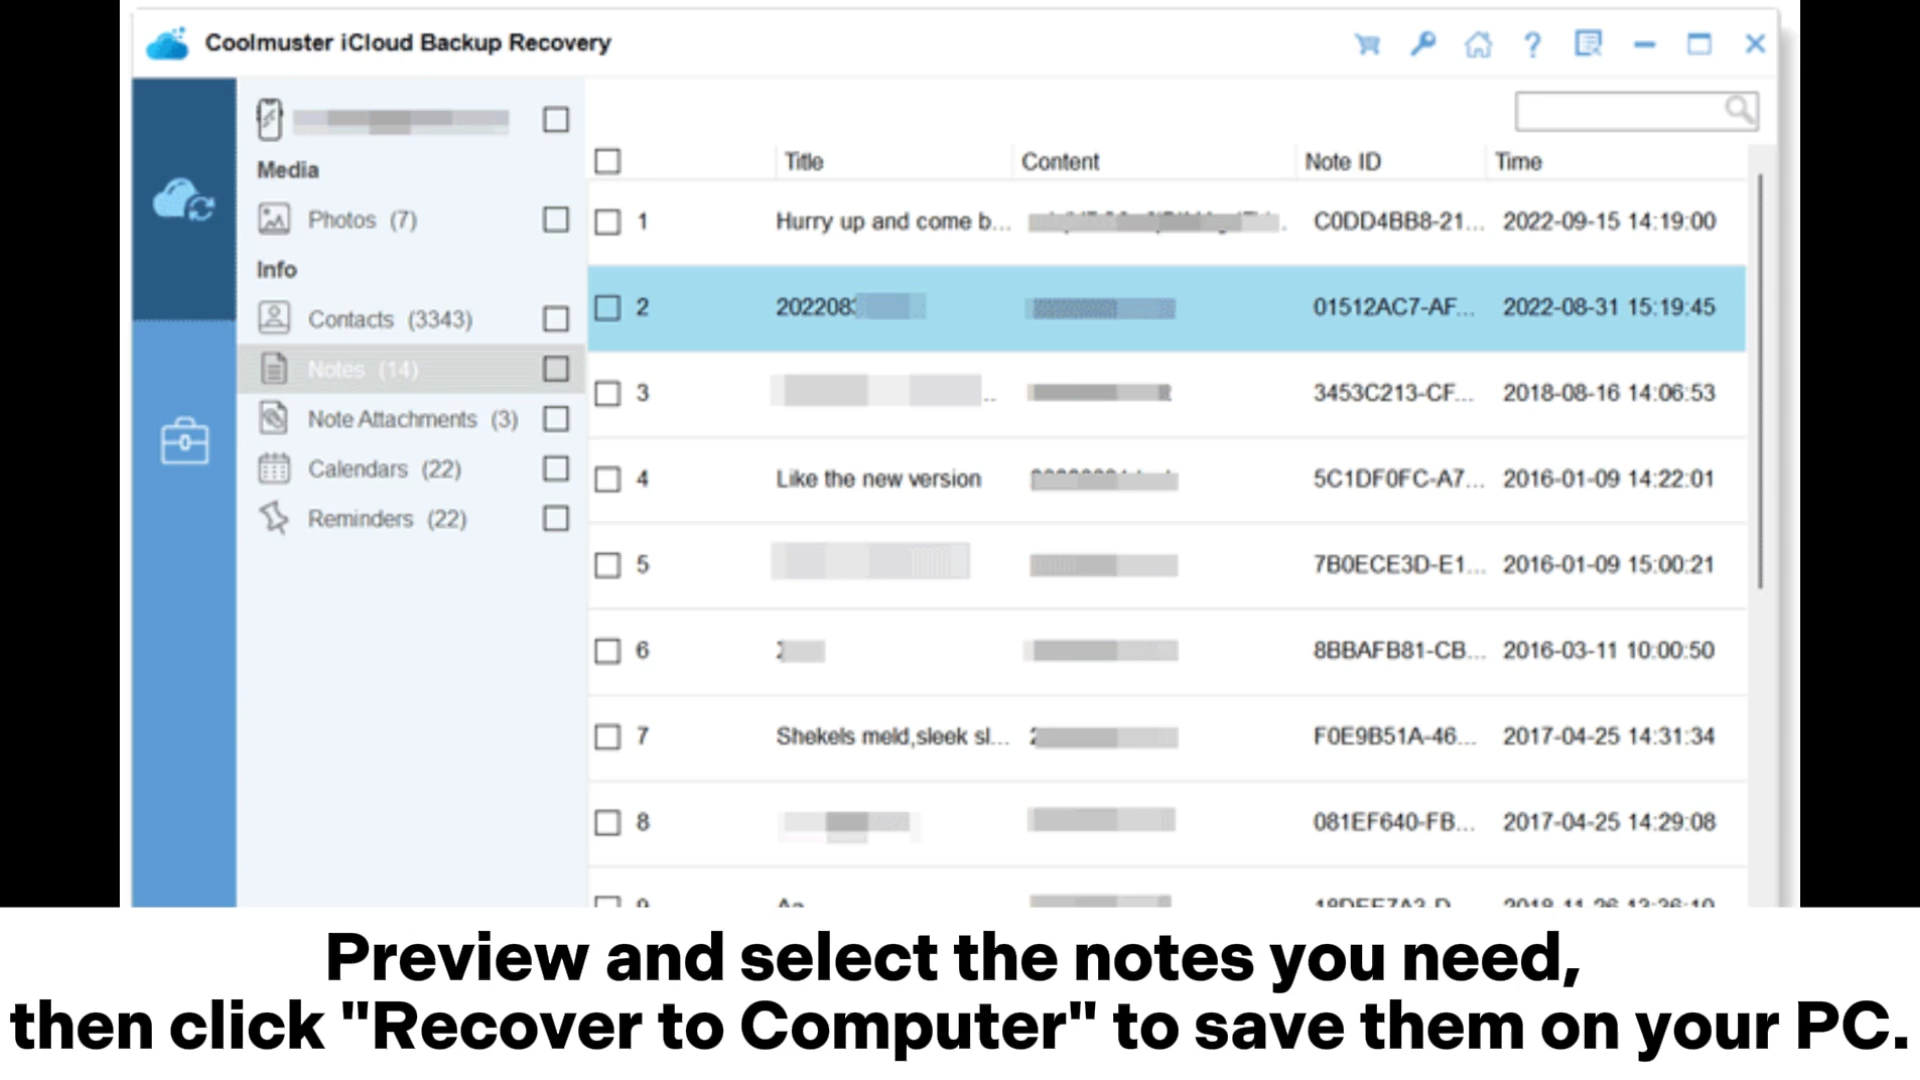 Coolmuster iCloud Backup Recovery
Media
Photos (7)
Info
Contacts (3343)
Notes (14)
Note Attachments (3)
Calendars (22)
Reminders (22)
Title Content Note ID Time
1 Hurry up and come b... C0DD4BB8-21... 2022-09-15 14:19:00
2 202208 01512AC7-AF... 2022-08-31 15:19:45
3 .. 3453C213-CF... 2018-08-16 14:06:53
4 Like the new version 5C1DF0FC-A7... 2016-01-09 14:22:01
5 7B0ECE3D-E1... 2016-01-09 15:00:21
6 8BBAFB81-CB... 2016-03-11 10:00:50
7 Shekels meld,sleek sl... 2 F0E9B51A-46... 2017-04-25 14:31:34
8 081EF640-FB... 2017-04-25 14:29:08
Preview and select the notes you need,
then click "Recover to Computer" to save them on your PC.